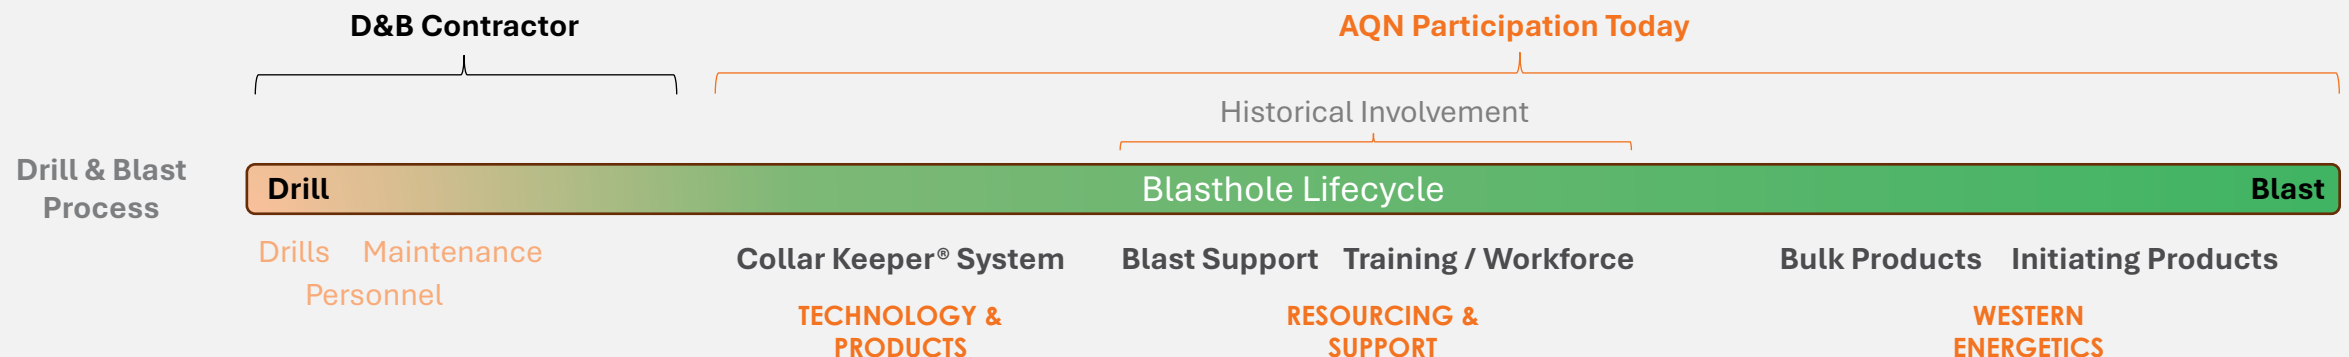 D&B Contractor
AQN Participation Today
Historical Involvement
Drill & Blast
Process
Drill
Blasthole Lifecycle
Blast
Drills Maintenance
Personnel
Collar Keeper® System
Blast Support Training / Workforce
Bulk Products Initiating Products
TECHNOLOGY &
PRODUCTS
RESOURCING &
SUPPORT
WESTERN
ENERGETICS